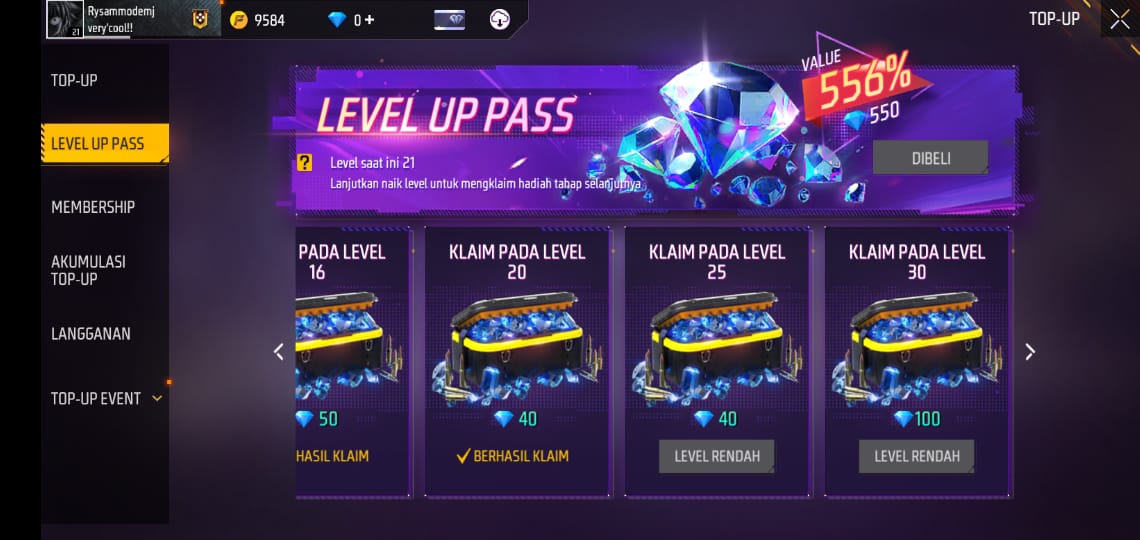 Rysammodemj
very'cool!!
21
9584
0+
TOP-UP
TOP-UP
LEVEL UP PASS
MEMBERSHIP
AKUMULASI
TOP-UP
LANGGANAN
TOP-UP EVENT
LEVEL UP PASS
VALUE
556%
550
? Level saat ini 21
Lanjutkan naik level untuk mengklaim hadiah tahap selanjutnya
DIBELI
PADA LEVEL
16
50
HASIL KLAIM
KLAIM PADA LEVEL
20
40
BERHASIL KLAIM
KLAIM PADA LEVEL
25
40
LEVEL RENDAH
KLAIM PADA LEVEL
30
100
LEVEL RENDAH